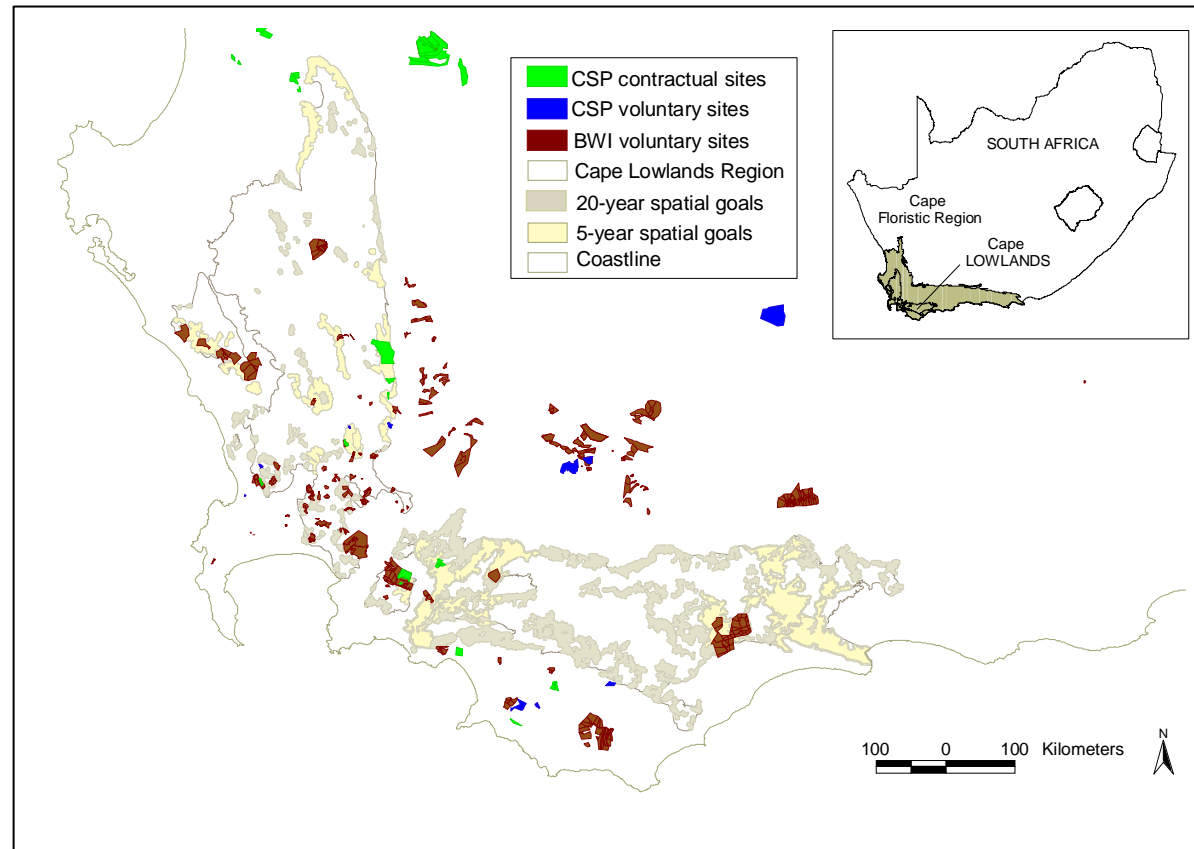 CSP contractual sites
CSP voluntary sites
BWI voluntary sites
Cape Lowlands Region
20-year spatial goals
5-year spatial goals
Coastline
SOUTH AFRICA
Cape
Floristic Region
Cape
LOWLANDS
100 0 100 Kilometers
N